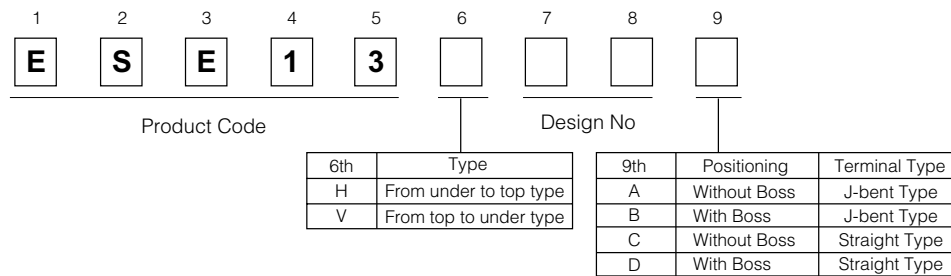 1 2 3 4 5 6 7 8 9
E S E 1 3
Product Code Design No
6th Type
H From under to top type
V From top to under type
9th Positioning Terminal Type
A Without Boss J-bent Type
B With Boss J-bent Type
C Without Boss Straight Type
D With Boss Straight Type